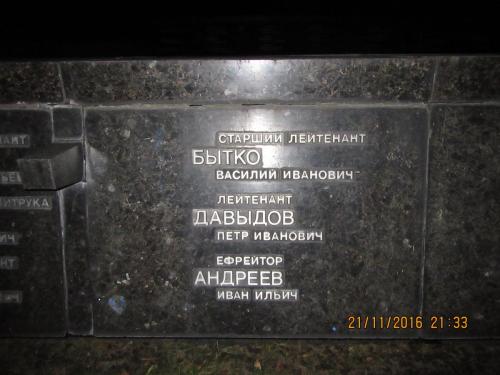 СТАРШИЙ ЛЕЙТЕНАНТ
БЫТКО
ВАСИЛИЙ ИВАНОВИЧ
ЛЕЙТЕНАНТ
ДАВЫДОВ
ПЕТР ИВАНОВИЧ
ЕФРЕЙТОР
АНДРЕЕВ
ИВАН ИЛЬИЧ
21/11/2016 21:33